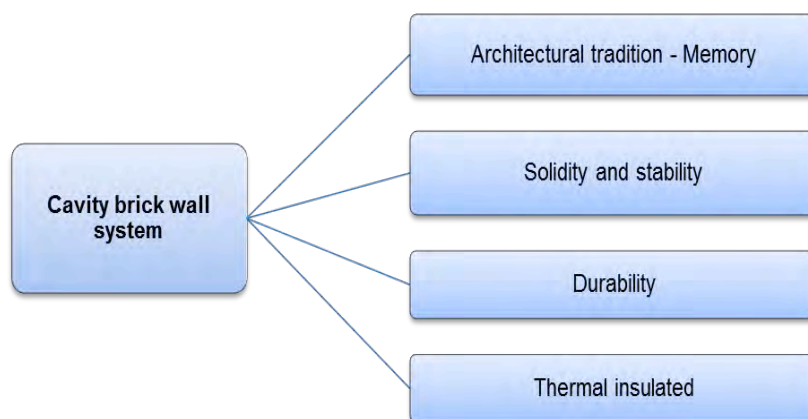 Architectural tradition - Memory
Solidity and stability
Cavity brick wall
system
Durability
Thermal insulated